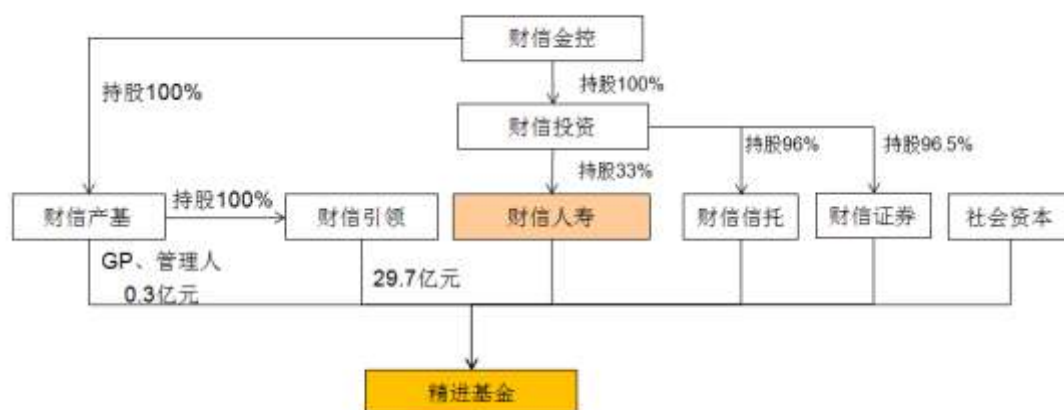 财信金控
持股100%
持股100%
财信投资
持股96%
持股96.5%
持股33%
持股100%
财信产基
财信引领
财信人寿
财信信托
财信证券
社会资本
GP、管理人
0.3亿元
29.7亿元
精进基金